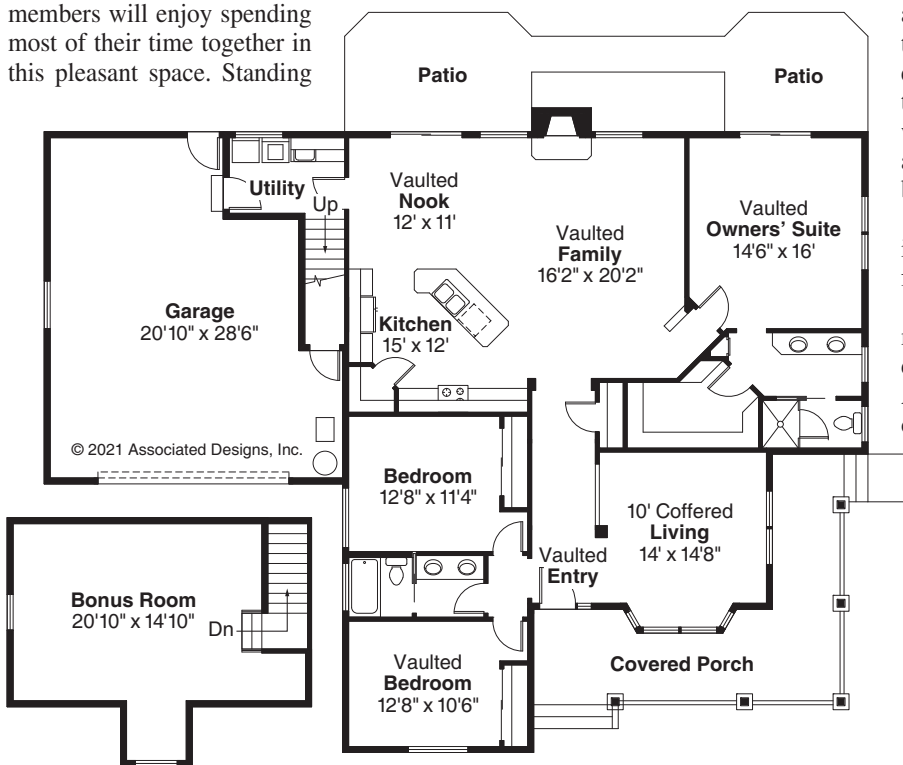 members will enjoy spending
most of their time together in
this pleasant space. Standing
Patio
Patio
Utility
Up
Vaulted
Nook
12' x 11'
Vaulted
Family
16'2" x 20'2"
Vaulted
Owners' Suite
14'6" x 16'
Garage
20'10" x 28'6"
Kitchen
15' x 12'
© 2021 Associated Designs, Inc.
Bedroom
12'8" x 11'4"
10' Coffered
Living
14' x 14'8"
Vaulted
Entry
Bonus Room
20'10" x 14'10"
Dn
Vaulted
Bedroom
12'8" x 10'6"
Covered Porch